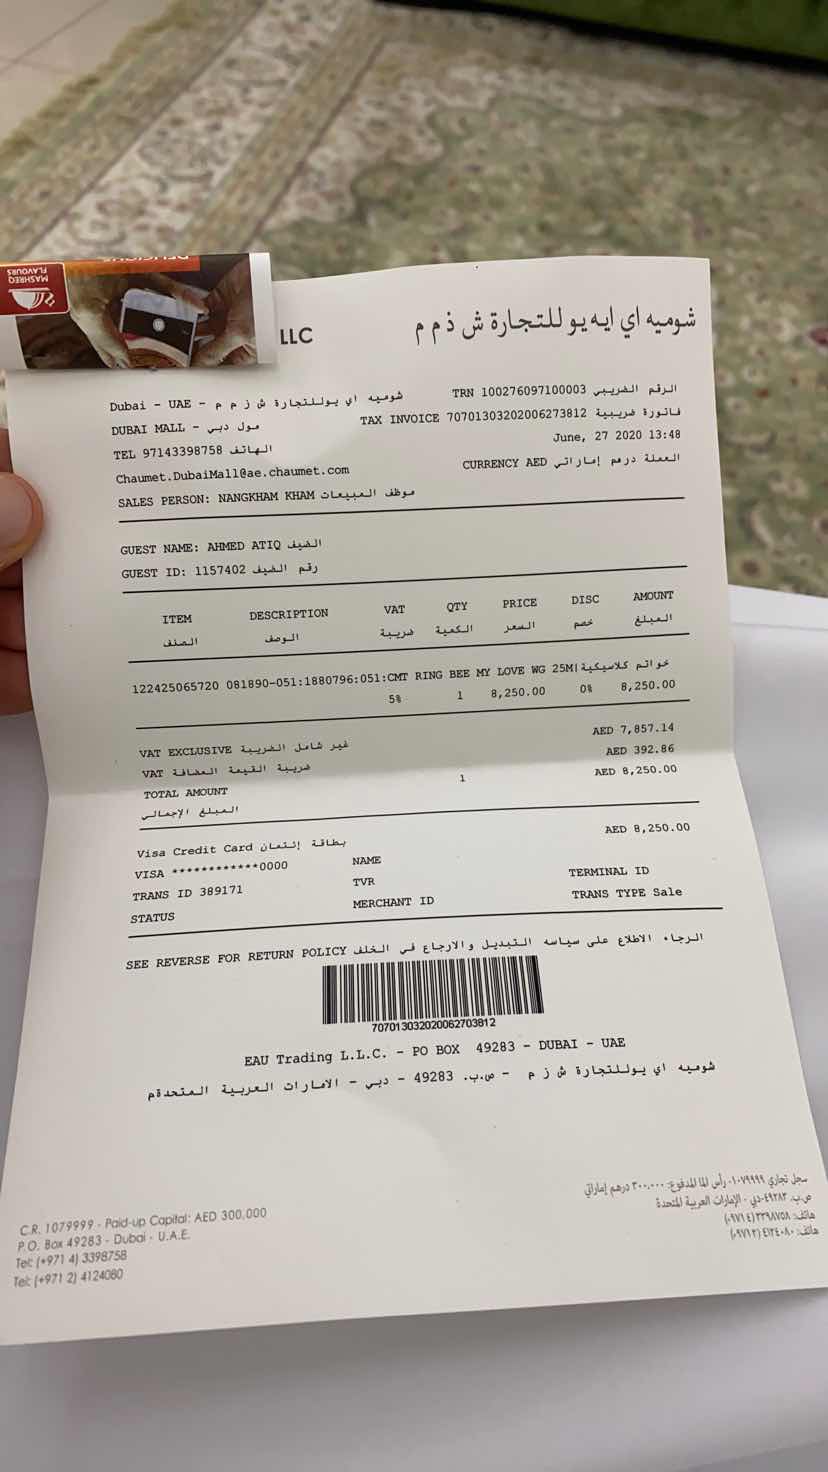 DELICIOUS
MASHREQ
FLAVOURS
LLC شوميه اي ايه يو للتجارة ش ذ م م
Dubai - UAE - شوميه اي يوللتجارة ش ز م م
TRN 100276097100003 الرقم الضريبي
DUBAI MALL - مول دبي
TAX INVOICE 70701303202006273812 فاتورة ضريبية
TEL 97143398758 الهاتف
June, 27 2020 13:48
Chaumet.DubaiMall@ae.chaumet.com
CURRENCY AED العملة درهم إماراتي
SALES PERSON: NANGKHAM KHAM موظف المبيعات
GUEST NAME: AHMED ATIQ الضيف
GUEST ID: 1157402 رقم الضيف
ITEM DESCRIPTION VAT QTY PRICE DISC AMOUNT
الصنف الوصف ضريبة الكمية السعر خصم المبلغ
122425065720 081890-051:1880796:051:CMT RING BEE MY LOVE WG 25M|خواتم كلاسيكية
5% 1 8,250.00 0% 8,250.00
VAT EXCLUSIVE غير شامل الضريبة AED 7,857.14
VAT ضريبة القيمة المضافة AED 392.86
TOTAL AMOUNT 1 AED 8,250.00
المبلغ الإجمالي
Visa Credit Card بطاقة إئتمان AED 8,250.00
VISA ************0000 NAME
TRANS ID 389171 TVR TERMINAL ID
STATUS MERCHANT ID TRANS TYPE Sale
SEE REVERSE FOR RETURN POLICY الرجاء الاطلاع على سياسه التبديل والارجاع في الخلف
70701303202006270 3812
EAU Trading L.L.C. - PO BOX 49283 - DUBAI - UAE
شوميه اي يوللتجارة ش ز م - ص.ب. 49283 - دبي - الامارات العربية المتحدةم
C.R. 1079999 - Paid-up Capital: AED 300,000
P.O. Box 49283 - Dubai - U.A.E.
Tel: (+971 4) 3398758
Tel: (+971 2) 4124080
سجل تجاري ١٠٧٩٩٩٩- رأس الما المدفوع: ٣٠٠,٠٠٠ درهم إماراتي
ص.ب. ٤٩٢٨٣-دبي - الإمارات العربية المتحدة
هاتف: ٣٣٩٨٧٥٨ (٩٧١٤+)
هاتف: ٤١٢٤٠٨٠ (٩٧١٢+)